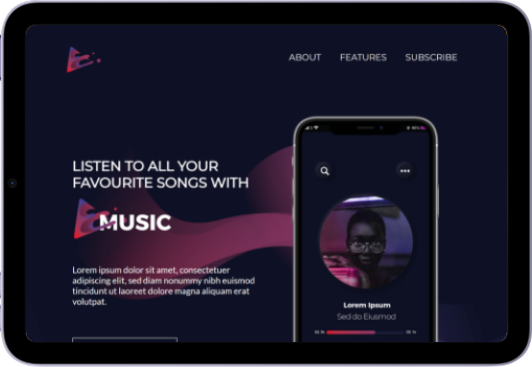 ABOUT FEATURES SUBSCRIBE
LISTEN TO ALL YOUR
FAVOURITE SONGS WITH
MUSIC
Lorem ipsum dolor sit amet, consectetuer
adipiscing elit, sed diam nonummy nibh euismod
tincidunt ut laoreet dolore magna aliquam erat
volutpat.
Lorem Ipsum
Sed do Eiusmod